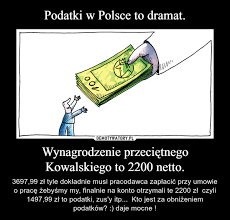 Podatki w Polsce to dramat.
100
DEMOTYWATORY.PL
Wynagrodzenie przeciętnego
Kowalskiego to 2200 netto.
3697,99 zł tyle dokładnie musi pracodawca zapłacić przy umowie
o pracę żebyśmy my, finalnie na konto otrzymali te 2200 zł czyli
1497,99 zł to podatki, zus'y itp... Kto jest za obniżeniem
podatków? :) daje mocne !